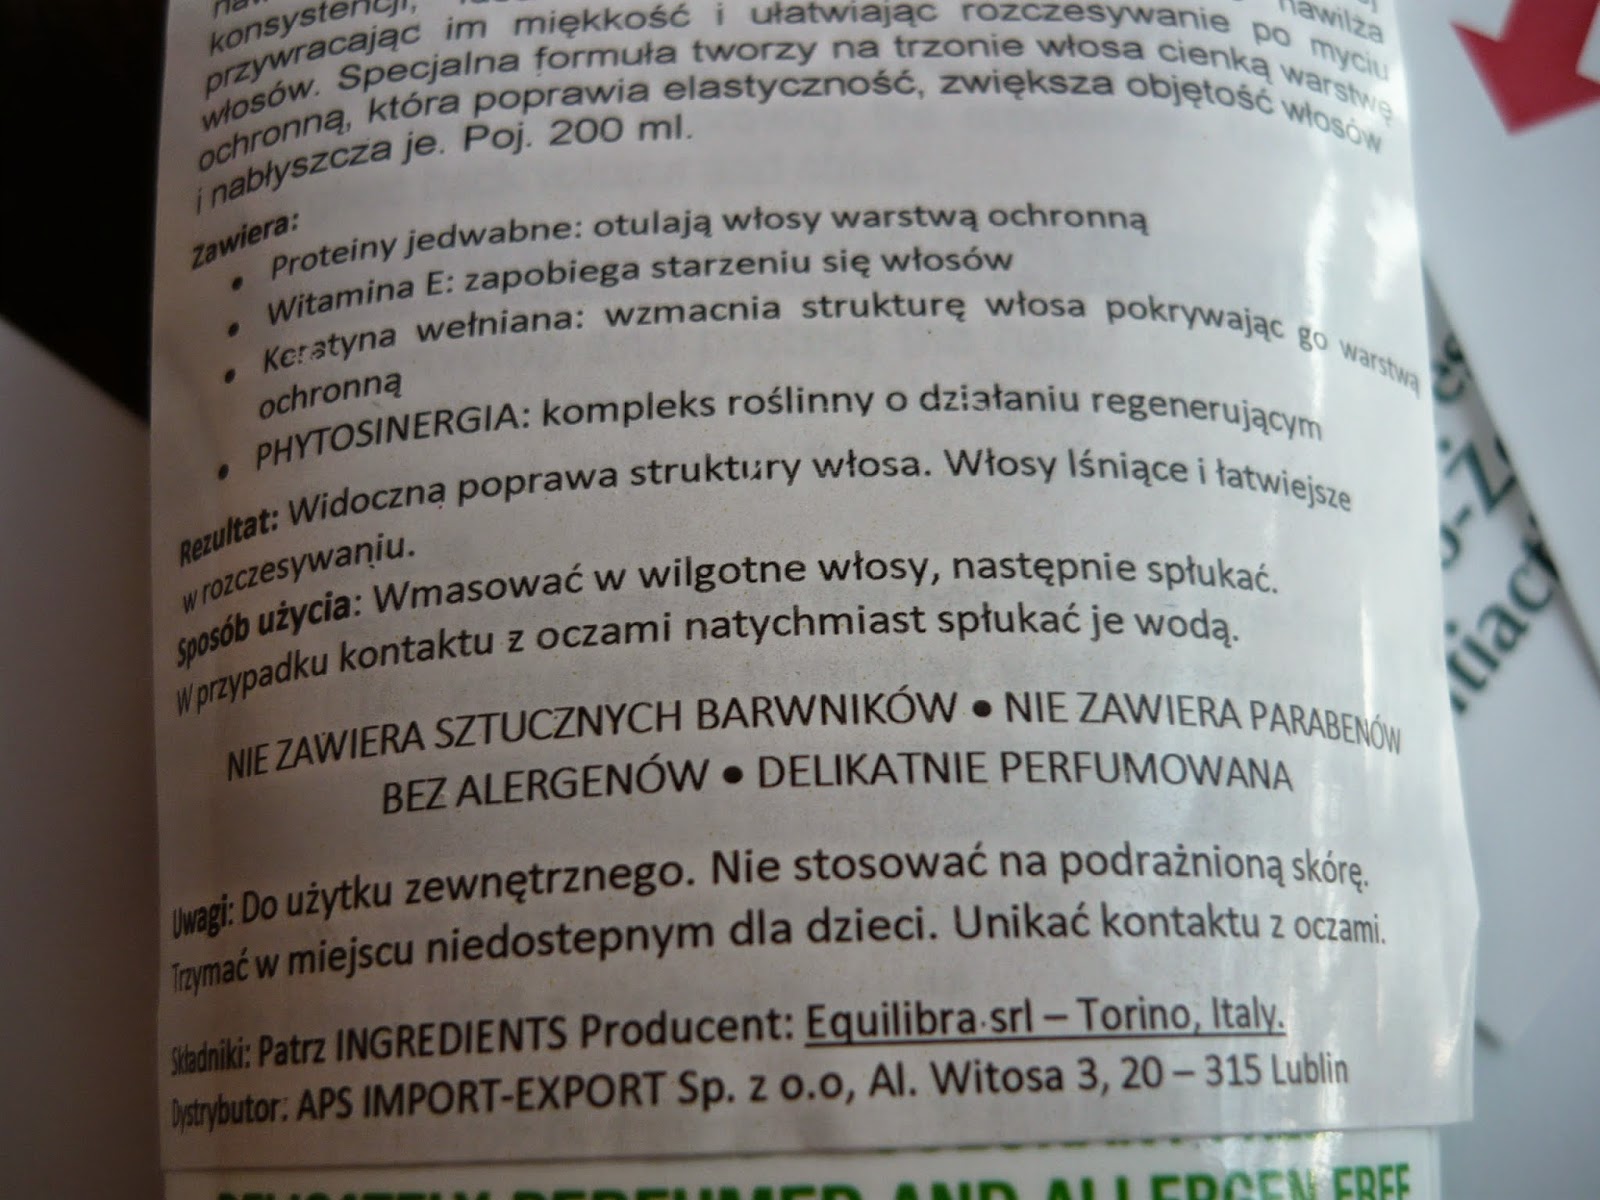 konsystencji, nawilża
przywracając im miękkość i ułatwiając rozczesywanie po myciu
włosów. Specjalna formuła tworzy na trzonie włosa cienką warstwę
ochronną, która poprawia elastyczność, zwiększa objętość włosów
i nabłyszcza je. Poj. 200 ml.
Zawiera:
• Proteiny jedwabne: otulają włosy warstwą ochronną
• Witamina E: zapobiega starzeniu się włosów
• Keratyna wełniana: wzmacnia strukturę włosa pokrywając go warstwą
ochronną
• PHYTOSINERGIA: kompleks roślinny o działaniu regenerującym
Rezultat: Widoczna poprawa struktury włosa. Włosy lśniące i łatwiejsze
w rozczesywaniu.
Sposób użycia: Wmasować w wilgotne włosy, następnie spłukać.
W przypadku kontaktu z oczami natychmiast spłukać je wodą.
NIE ZAWIERA SZTUCZNYCH BARWNIKÓW • NIE ZAWIERA PARABENÓW
BEZ ALERGENÓW • DELIKATNIE PERFUMOWANA
Uwagi: Do użytku zewnętrznego. Nie stosować na podrażnioną skórę.
Trzymać w miejscu niedostepnym dla dzieci. Unikać kontaktu z oczami.
Składniki: Patrz INGREDIENTS Producent: Equilibra srl – Torino, Italy.
Dystrybutor: APS IMPORT-EXPORT Sp. z o.o, Al. Witosa 3, 20 – 315 Lublin
DELICATELY PERFUMED AND ALLERGEN FREE